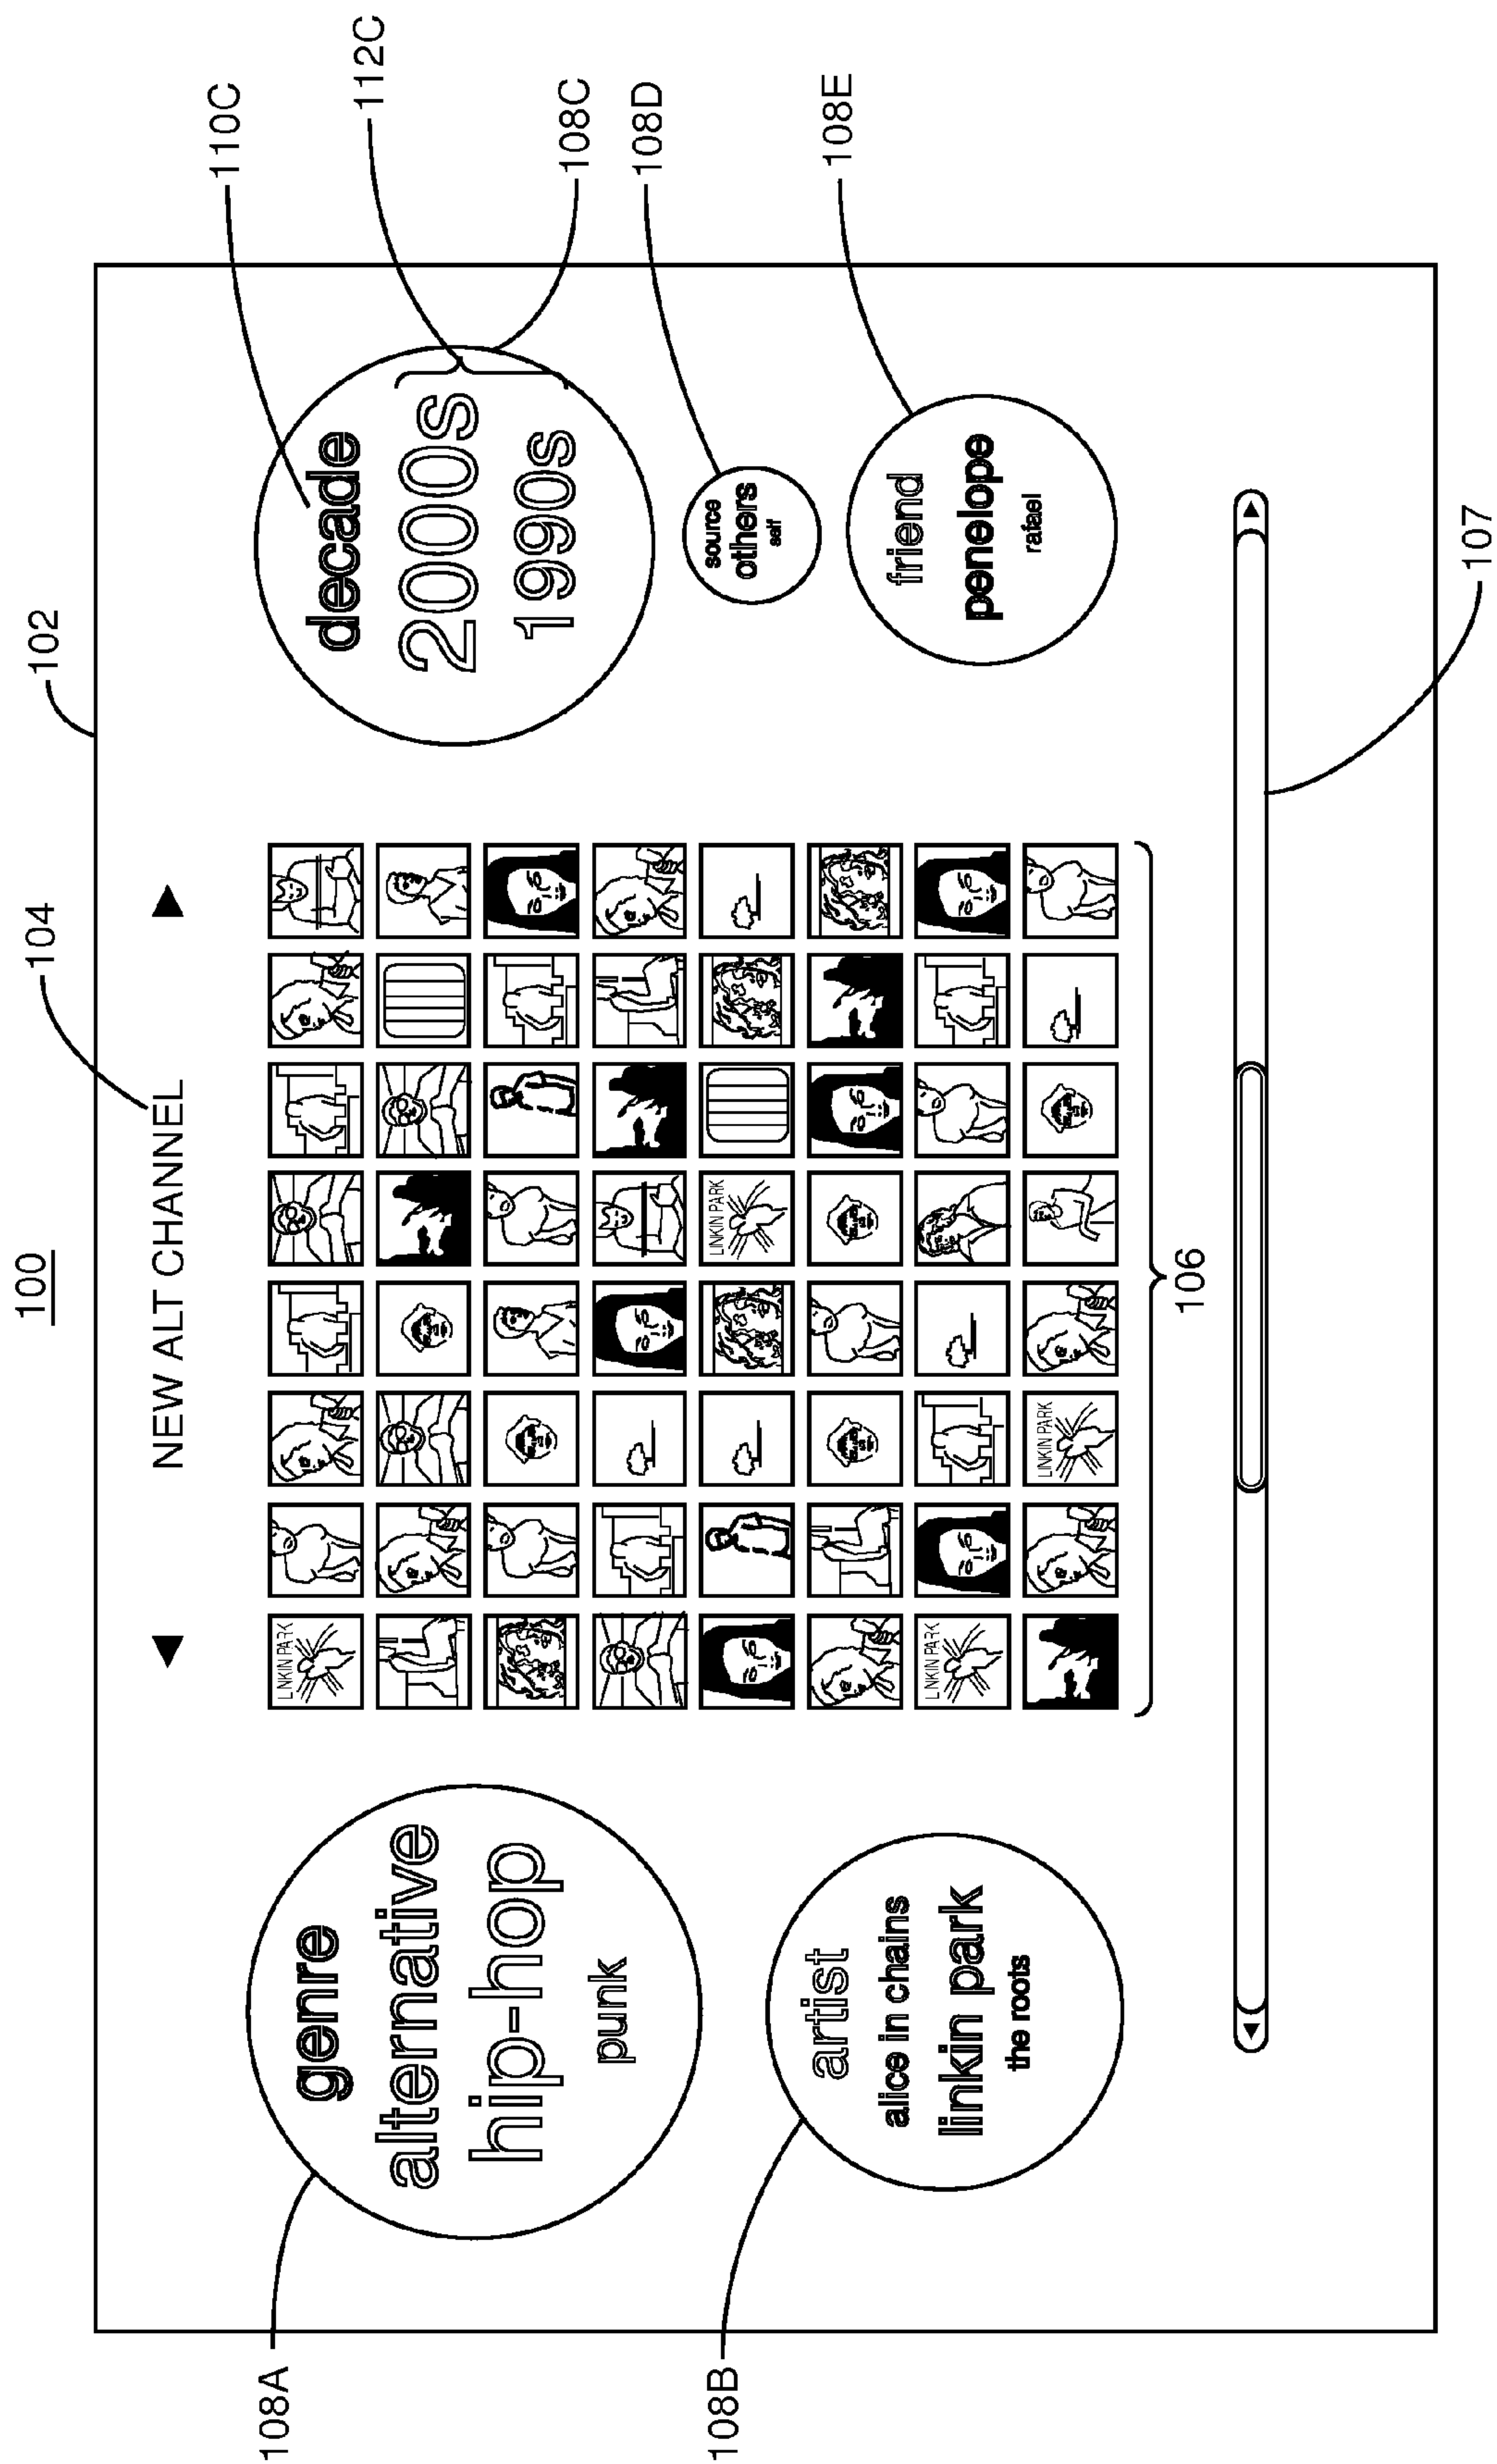 100
102
104
◄ NEW ALT CHANNEL ►
108A
genre
alternative
hip-hop
punk
108B
artist
alice in chains
linkin park
the roots
LINKIN PARK
LINKIN PARK
LINKIN PARK
LINKIN PARK
106
110C
decade
2000s
1990s
112C
108C
108D
source
others
self
108E
friend
penelope
rafael
107